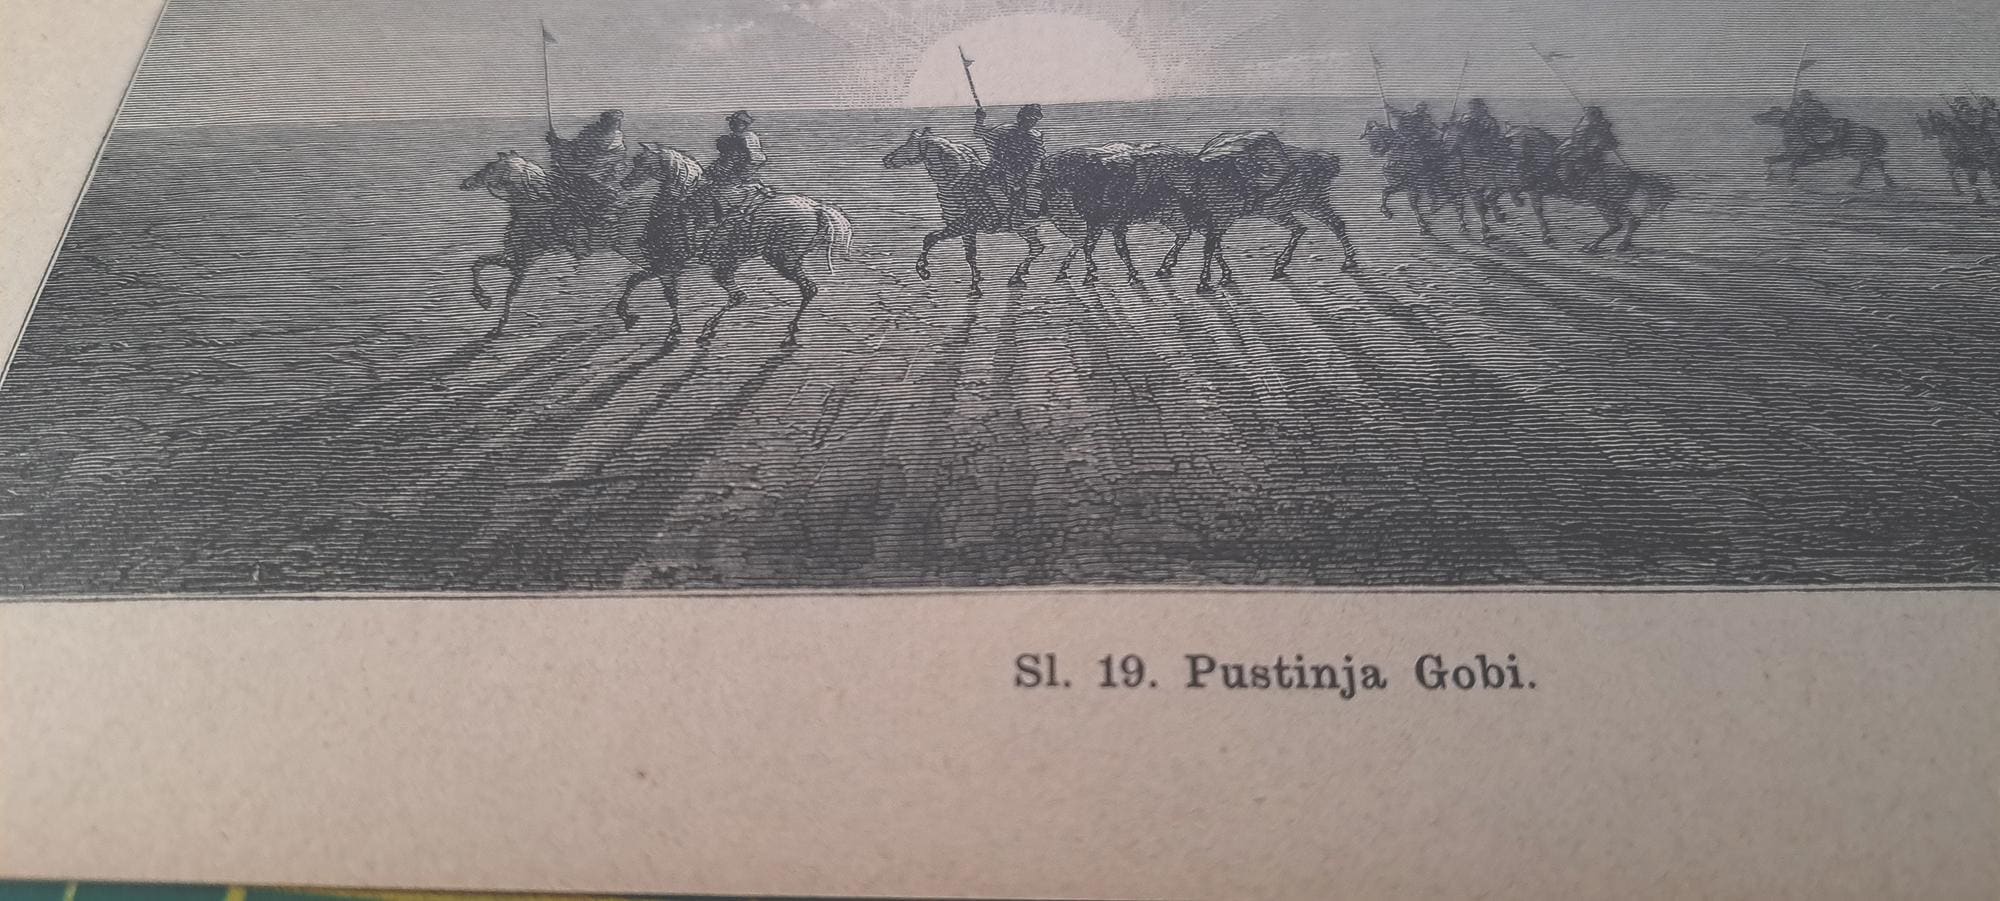 Sl. 19. Pustinja Gobi.